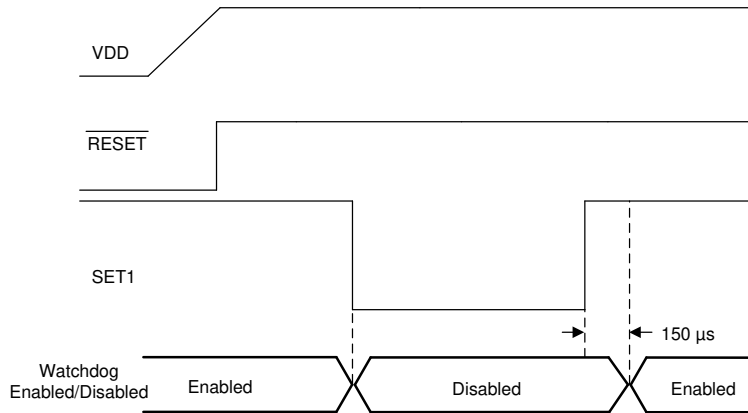 VDD
RESET
SET1
150 µs
Watchdog
Enabled/Disabled
Enabled
Disabled
Enabled